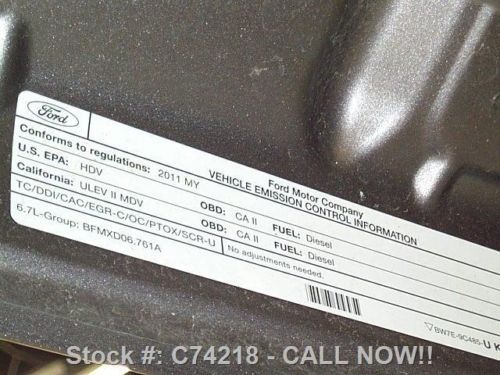 Ford
Ford Motor Company
VEHICLE EMISSION CONTROL INFORMATION
Conforms to regulations: 2011 MY
U.S. EPA: HDV OBD: CA II FUEL: Diesel
California: ULEV II MDV OBD: CA II FUEL: Diesel
TC/DDI/CAC/EGR-C/OC/PTOX/SCR-U No adjustments needed.
6.7L-Group: BFMXD06.761A
BW7E-9C485-U K
Stock #: C74218 - CALL NOW!!